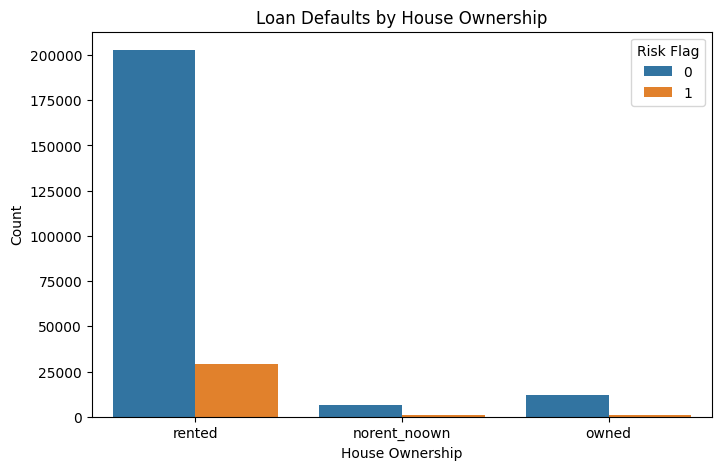 Loan Defaults by House Ownership
Risk Flag
0
1
200000
175000
150000
125000
100000
75000
50000
25000
0
Count
rented
norent_noown
owned
House Ownership